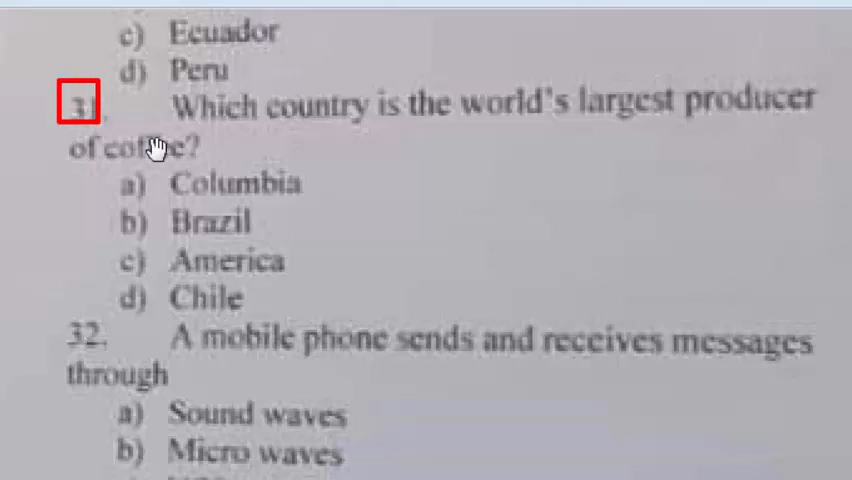 c) Ecuador
d) Peru
31. Which country is the world's largest producer
of coffee?
a) Columbia
b) Brazil
c) America
d) Chile
32. A mobile phone sends and receives messages
through
a) Sound waves
b) Micro waves